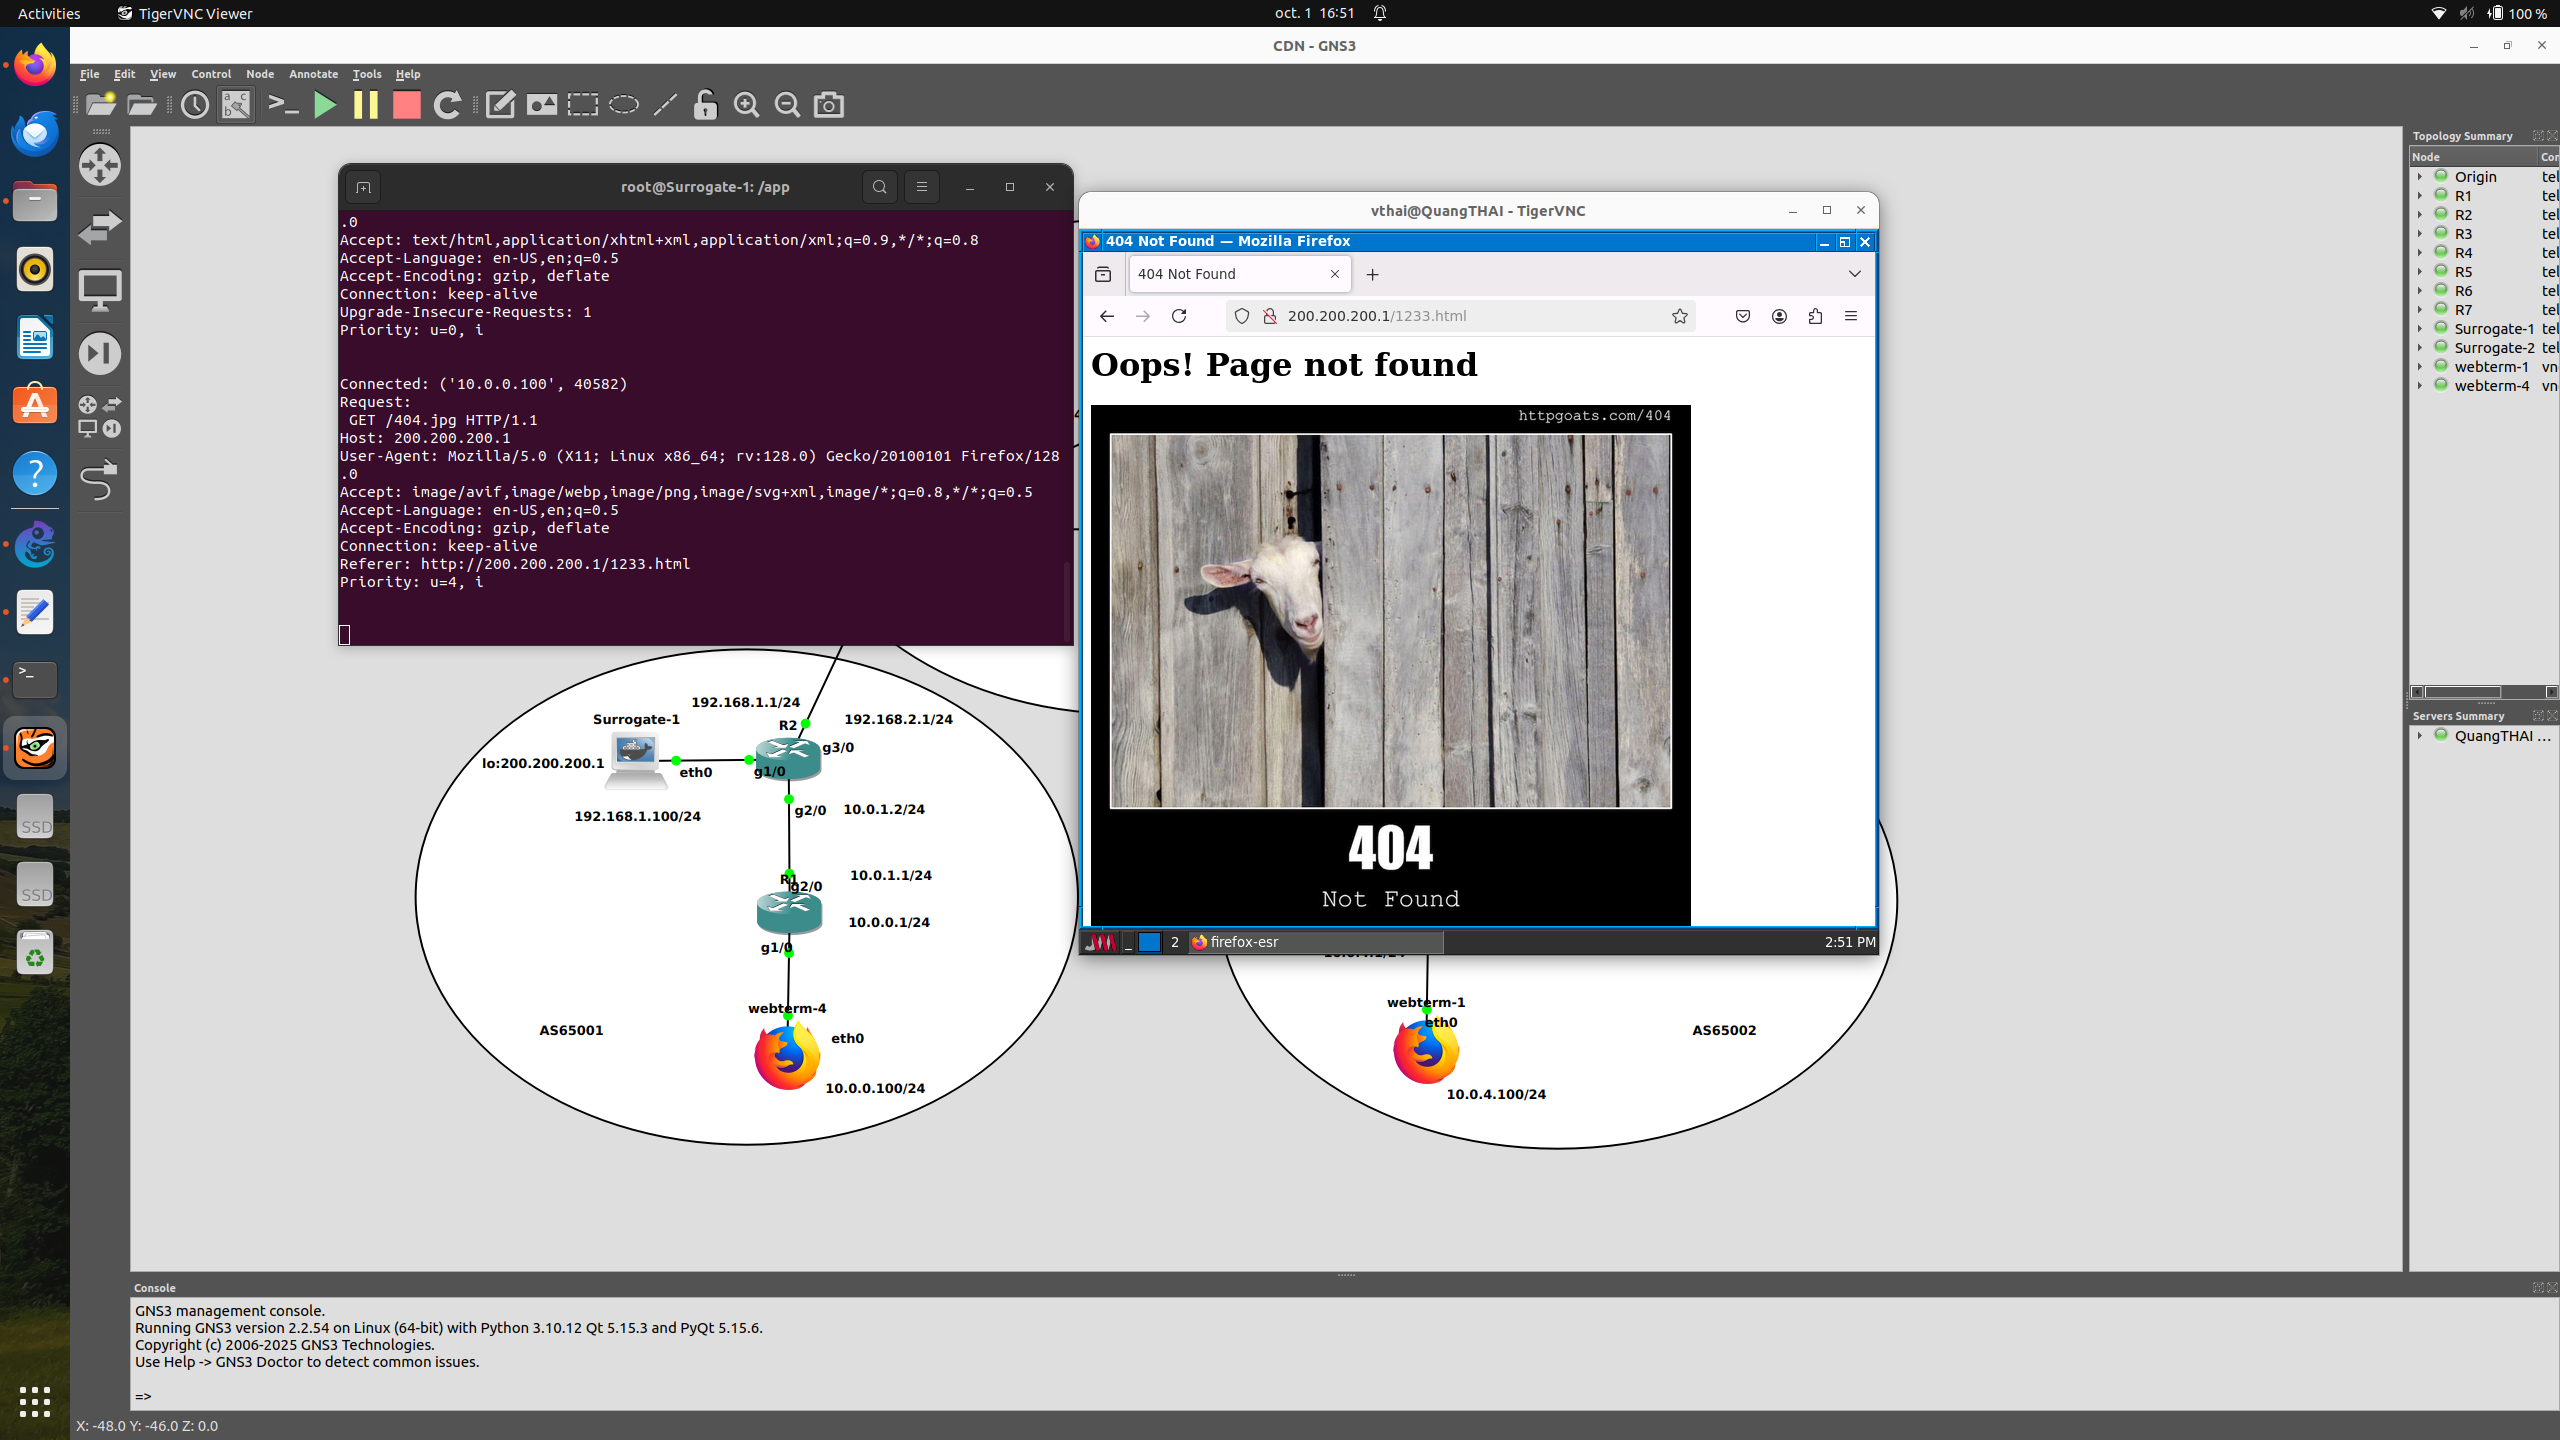 Activities
TigerVNC Viewer
oct. 1 16:51
100 %
CDN - GNS3
File Edit View Control Node Annotate Tools Help
root@Surrogate-1: /app
.0
Accept: text/html,application/xhtml+xml,application/xml;q=0.9,*/*;q=0.8
Accept-Language: en-US,en;q=0.5
Accept-Encoding: gzip, deflate
Connection: keep-alive
Upgrade-Insecure-Requests: 1
Priority: u=0, i
Connected: ('10.0.0.100', 40582)
Request:
GET /404.jpg HTTP/1.1
Host: 200.200.200.1
User-Agent: Mozilla/5.0 (X11; Linux x86_64; rv:128.0) Gecko/20100101 Firefox/128
.0
Accept: image/avif,image/webp,image/png,image/svg+xml,image/*;q=0.8,*/*;q=0.5
Accept-Language: en-US,en;q=0.5
Accept-Encoding: gzip, deflate
Connection: keep-alive
Referer: http://200.200.200.1/1233.html
Priority: u=4, i
vthai@QuangTHAI - TigerVNC
404 Not Found — Mozilla Firefox
404 Not Found
200.200.200.1/1233.html
Oops! Page not found
httpgoats.com/404
404
Not Found
2
firefox-esr
2:51 PM
192.168.1.1/24
Surrogate-1
R2
192.168.2.1/24
g3/0
lo:200.200.200.1
eth0
g1/0
g2/0
10.0.1.2/24
192.168.1.100/24
R1
g2/0
10.0.1.1/24
10.0.0.1/24
g1/0
webterm-4
AS65001
eth0
10.0.0.100/24
webterm-1
eth0
AS65002
10.0.4.100/24
Topology Summary
Node
Origin tel
R1 tel
R2 tel
R3 tel
R4 tel
R5 tel
R6 tel
R7 tel
Surrogate-1 tel
Surrogate-2 tel
webterm-1 vn
webterm-4 vn
Servers Summary
QuangTHAI ...
SSD
SSD
Console
GNS3 management console.
Running GNS3 version 2.2.54 on Linux (64-bit) with Python 3.10.12 Qt 5.15.3 and PyQt 5.15.6.
Copyright (c) 2006-2025 GNS3 Technologies.
Use Help -> GNS3 Doctor to detect common issues.
=>
X: -48.0 Y: -46.0 Z: 0.0